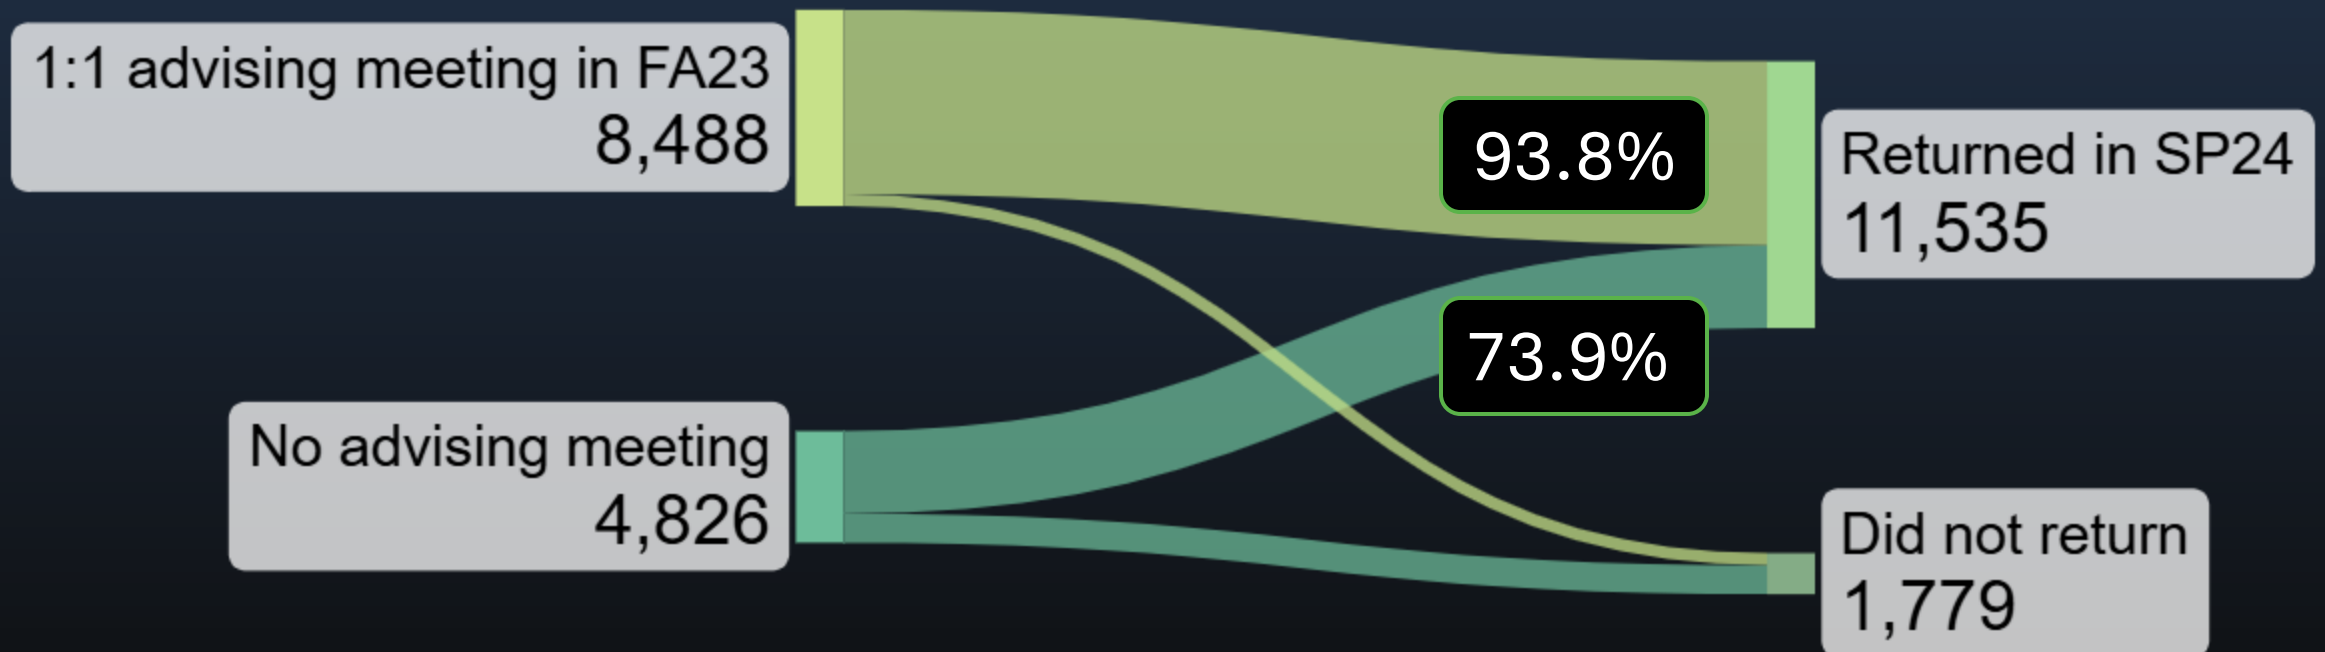 1:1 advising meeting in FA23
8,488
93.8%
Returned in SP24
11,535
73.9%
No advising meeting
4,826
Did not return
1,779